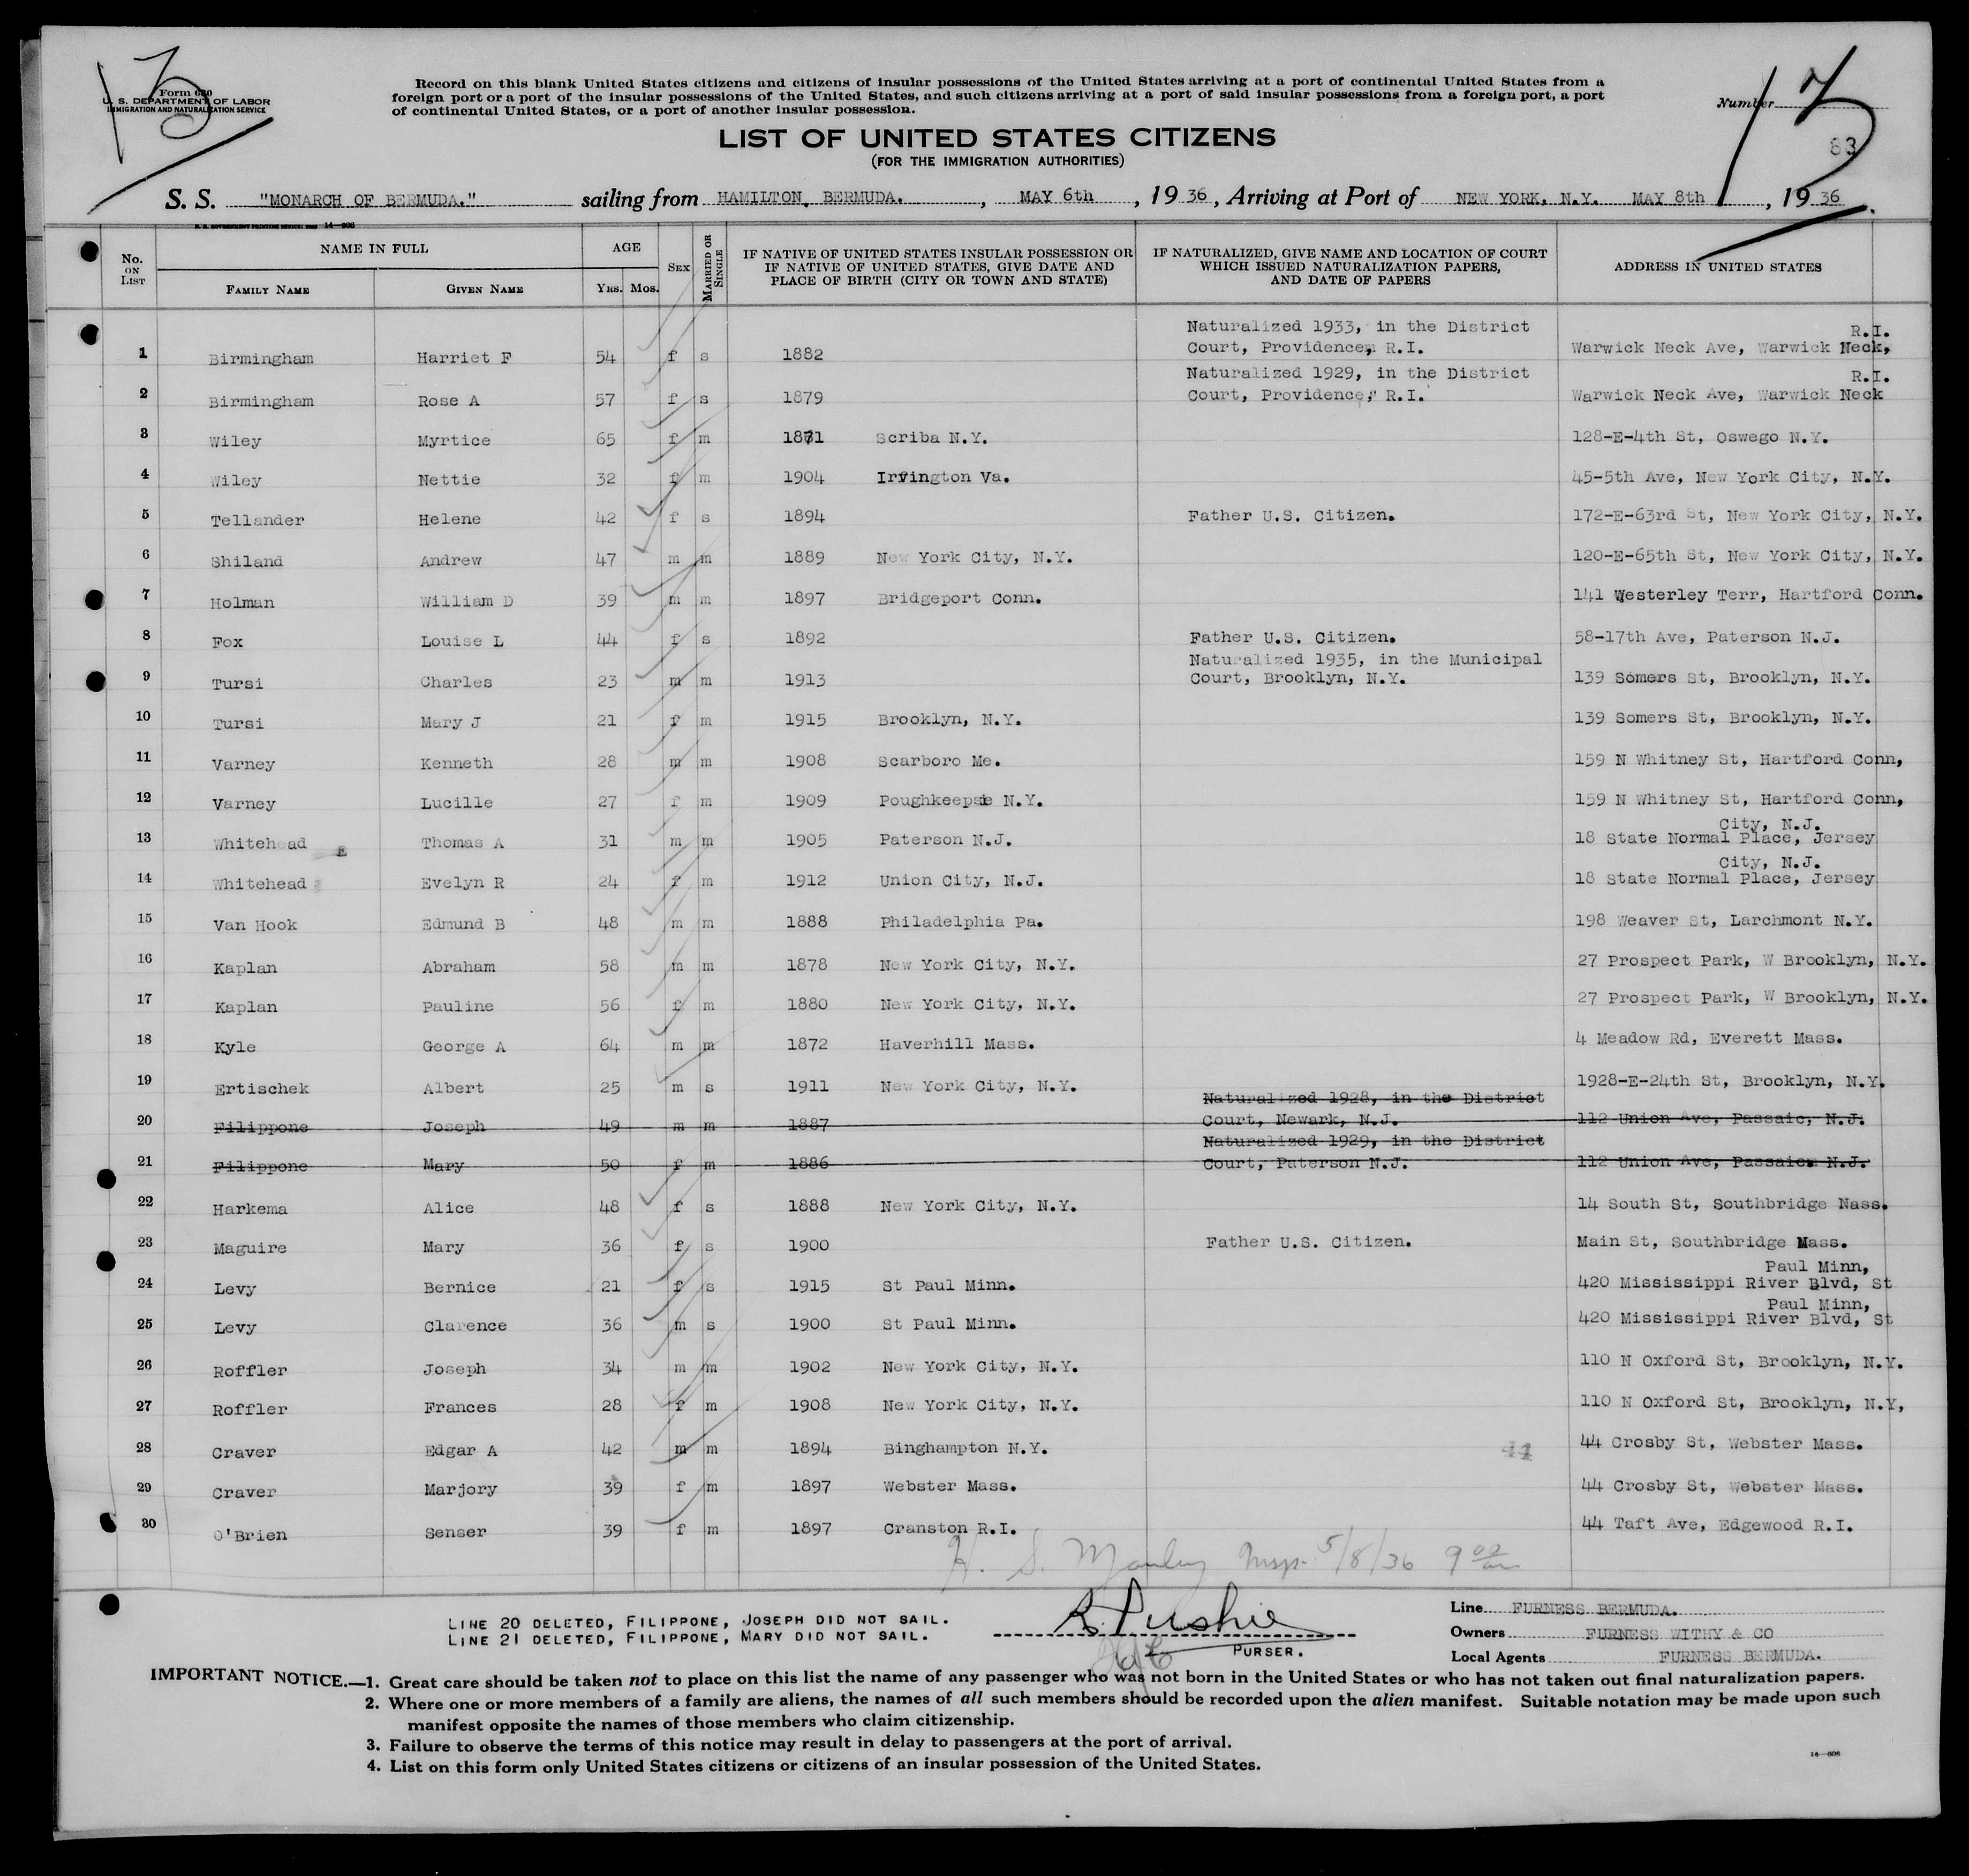 13
Form 630
U. S. DEPARTMENT OF LABOR
IMMIGRATION AND NATURALIZATION SERVICE
Record on this blank United States citizens and citizens of insular possessions of the United States arriving at a port of continental United States from a
foreign port or a port of the insular possessions of the United States, and such citizens arriving at a port of said insular possessions from a foreign port, a port
of continental United States, or a port of another insular possession.
Number
13
83
LIST OF UNITED STATES CITIZENS
(FOR THE IMMIGRATION AUTHORITIES)
S. S. "MONARCH OF BERMUDA." sailing from HAMILTON, BERMUDA. , MAY 6th , 19 36 , Arriving at Port of NEW YORK, N.Y. MAY 8th , 19 36 .
No. ON LIST NAME IN FULL FAMILY NAME GIVEN NAME AGE YRS. MOS. SEX MARRIED OR SINGLE IF NATIVE OF UNITED STATES INSULAR POSSESSION OR IF NATIVE OF UNITED STATES, GIVE DATE AND PLACE OF BIRTH (CITY OR TOWN AND STATE) IF NATURALIZED, GIVE NAME AND LOCATION OF COURT WHICH ISSUED NATURALIZATION PAPERS, AND DATE OF PAPERS ADDRESS IN UNITED STATES
Naturalized 1933, in the District R.I.
1 Birmingham Harriet F 54 f s 1882 Court, Providence, R.I. Warwick Neck Ave, Warwick Neck,
Naturalized 1929, in the District R.I.
2 Birmingham Rose A 57 f s 1879 Court, Providence, R.I. Warwick Neck Ave, Warwick Neck
3 Wiley Myrtice 65 f m 1871 Scriba N.Y. 128-E-4th St, Oswego N.Y.
4 Wiley Nettie 32 f m 1904 Irvington Va. 45-5th Ave, New York City, N.Y.
5 Tellander Helene 42 f s 1894 Father U.S. Citizen. 172-E-63rd St, New York City, N.Y.
6 Shiland Andrew 47 m m 1889 New York City, N.Y. 120-E-65th St, New York City, N.Y.
7 Holman William D 39 m m 1897 Bridgeport Conn. 141 Westerley Terr, Hartford Conn.
8 Fox Louise L 44 f s 1892 Father U.S. Citizen. 58-17th Ave, Paterson N.J.
Naturalized 1935, in the Municipal
9 Tursi Charles 23 m m 1913 Court, Brooklyn, N.Y. 139 Somers St, Brooklyn, N.Y.
10 Tursi Mary J 21 f m 1915 Brooklyn, N.Y. 139 Somers St, Brooklyn, N.Y.
11 Varney Kenneth 28 m m 1908 Scarboro Me. 159 N Whitney St, Hartford Conn,
12 Varney Lucille 27 f m 1909 Poughkeepsie N.Y. 159 N Whitney St, Hartford Conn,
City, N.J.
13 Whitehead Thomas A 31 m m 1905 Paterson N.J. 18 State Normal Place, Jersey
City, N.J.
14 Whitehead Evelyn R 24 f m 1912 Union City, N.J. 18 State Normal Place, Jersey
15 Van Hook Edmund B 48 m m 1888 Philadelphia Pa. 198 Weaver St, Larchmont N.Y.
16 Kaplan Abraham 58 m m 1878 New York City, N.Y. 27 Prospect Park, W Brooklyn, N.Y.
17 Kaplan Pauline 56 f m 1880 New York City, N.Y. 27 Prospect Park, W Brooklyn, N.Y.
18 Kyle George A 64 m m 1872 Haverhill Mass. 4 Meadow Rd, Everett Mass.
19 Ertischek Albert 25 m s 1911 New York City, N.Y. 1928-E-24th St, Brooklyn, N.Y.
Naturalized 1928, in the District
20 Filippone Joseph 49 m m 1887 Court, Newark, N.J. 112 Union Ave, Passaic, N.J.
Naturalized 1929, in the District
21 Filippone Mary 50 f m 1886 Court, Paterson N.J. 112 Union Ave, Passaic, N.J.
22 Harkema Alice 48 f s 1888 New York City, N.Y. 14 South St, Southbridge Nass.
23 Maguire Mary 36 f s 1900 Father U.S. Citizen. Main St, Southbridge Mass.
Paul Minn,
24 Levy Bernice 21 f s 1915 St Paul Minn. 420 Mississippi River Blvd, St
Paul Minn,
25 Levy Clarence 36 m s 1900 St Paul Minn. 420 Mississippi River Blvd, St
26 Roffler Joseph 34 m m 1902 New York City, N.Y. 110 N Oxford St, Brooklyn, N.Y.
27 Roffler Frances 28 f m 1908 New York City, N.Y. 110 N Oxford St, Brooklyn, N.Y,
28 Craver Edgar A 42 m m 1894 Binghampton N.Y. 44 44 Crosby St, Webster Mass.
29 Craver Marjory 39 f m 1897 Webster Mass. 44 Crosby St, Webster Mass.
30 O'Brien Senser 39 f m 1897 Cranston R.I. 44 Taft Ave, Edgewood R.I.
H. S. Manley Insp. 5/8/36 9 00 am
LINE 20 DELETED, FILIPPONE, JOSEPH DID NOT SAIL.
LINE 21 DELETED, FILIPPONE, MARY DID NOT SAIL.
R. Pushie
PURSER.
Line FURNESS BERMUDA.
Owners FURNESS WITHY & CO
Local Agents FURNESS BERMUDA.
IMPORTANT NOTICE.—1. Great care should be taken not to place on this list the name of any passenger who was not born in the United States or who has not taken out final naturalization papers.
2. Where one or more members of a family are aliens, the names of all such members should be recorded upon the alien manifest. Suitable notation may be made upon such
manifest opposite the names of those members who claim citizenship.
3. Failure to observe the terms of this notice may result in delay to passengers at the port of arrival.
4. List on this form only United States citizens or citizens of an insular possession of the United States.